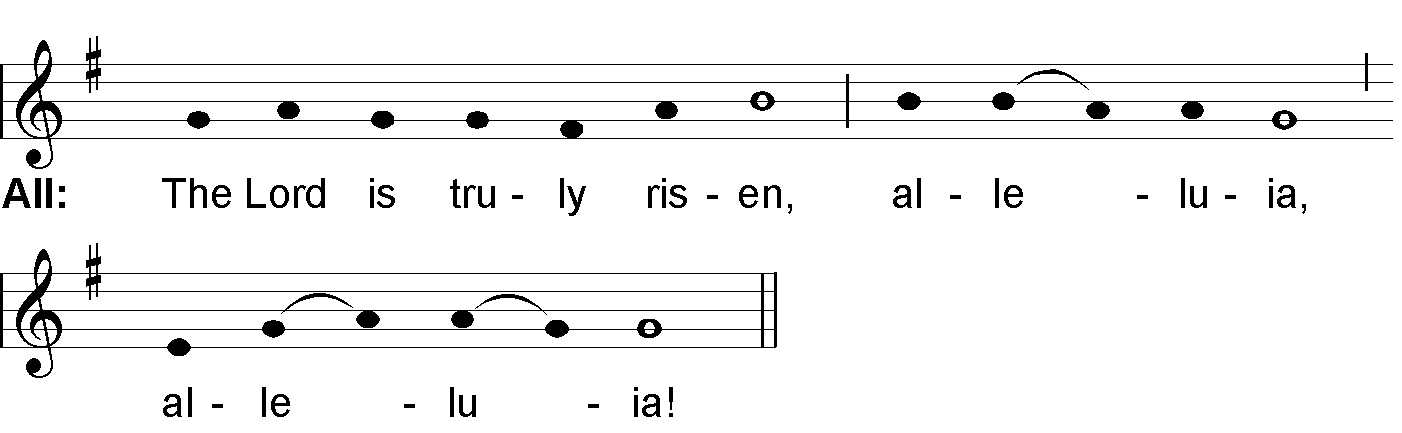 All: The Lord is tru - ly ris - en, al - le - lu - ia,
al - le - lu - ia!